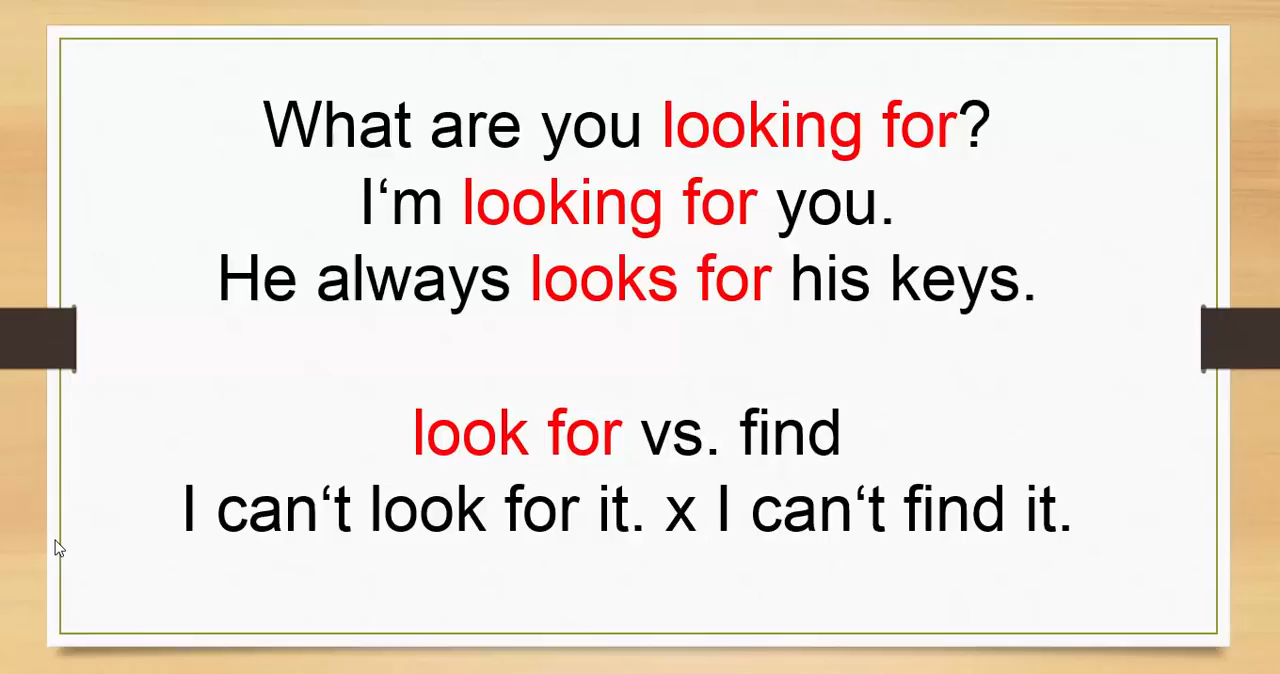 What are you looking for?
I‘m looking for you.
He always looks for his keys.
look for vs. find
I can‘t look for it. x I can‘t find it.